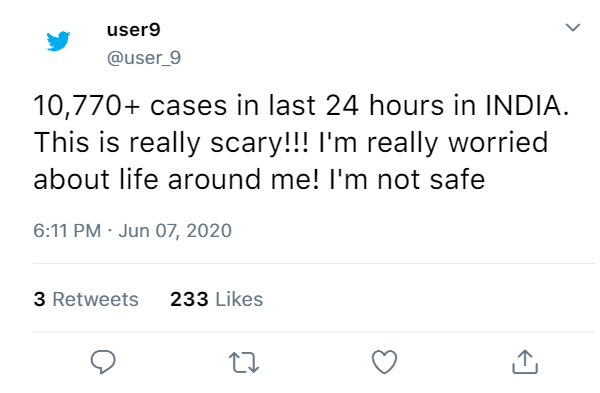 user9
@user_9
10,770+ cases in last 24 hours in INDIA.
This is really scary!!! I'm really worried
about life around me! I'm not safe
6:11 PM · Jun 07, 2020
3 Retweets 233 Likes